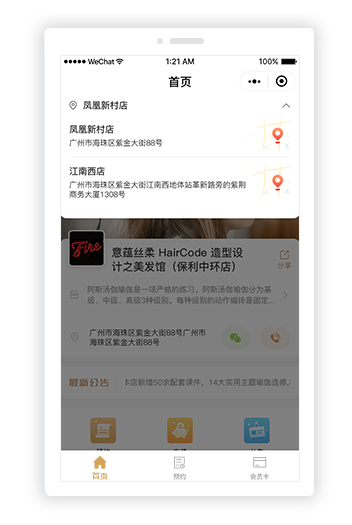 WeChat
1:21 AM
100%
首页
凤凰新村店
凤凰新村店
广州市海珠区紫金大街88号
江南西店
广州市海珠区紫金大街江南西地体站革新路旁的紫荆
商务大厦1308号
Fire
意蕴丝柔 HairCode 造型设
计之美发馆（保利中环店）
分享
阿斯汤伽瑜伽是一项严格的练习。阿斯汤伽瑜伽分为基
级、中级、高级3种级别。每种级别的动作编排是固定...
广州市海珠区紫金大街88号广州市
海珠区紫金大街88号
最新公告
本店新增50余配套课件，14大实用主题瑜伽选修,
首页
预约
会员卡